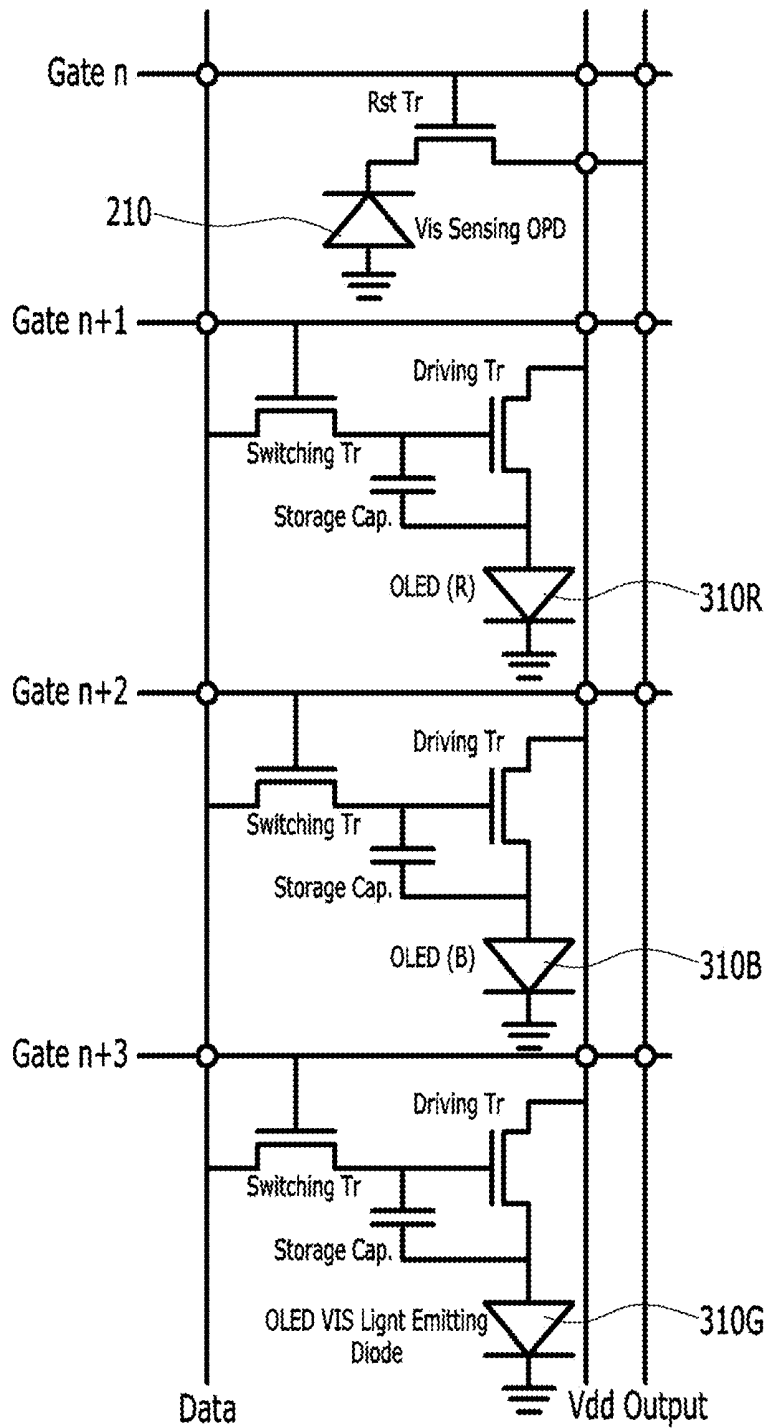 Gate n
Rst Tr
210
Vis Sensing OPD
Gate n+1
Driving Tr
Switching Tr
Storage Cap.
OLED (R)
310R
Gate n+2
Driving Tr
Switching Tr
Storage Cap.
OLED (B)
310B
Gate n+3
Driving Tr
Switching Tr
Storage Cap.
OLED VIS Lignt Emitting
Diode
310G
Data
Vdd Output